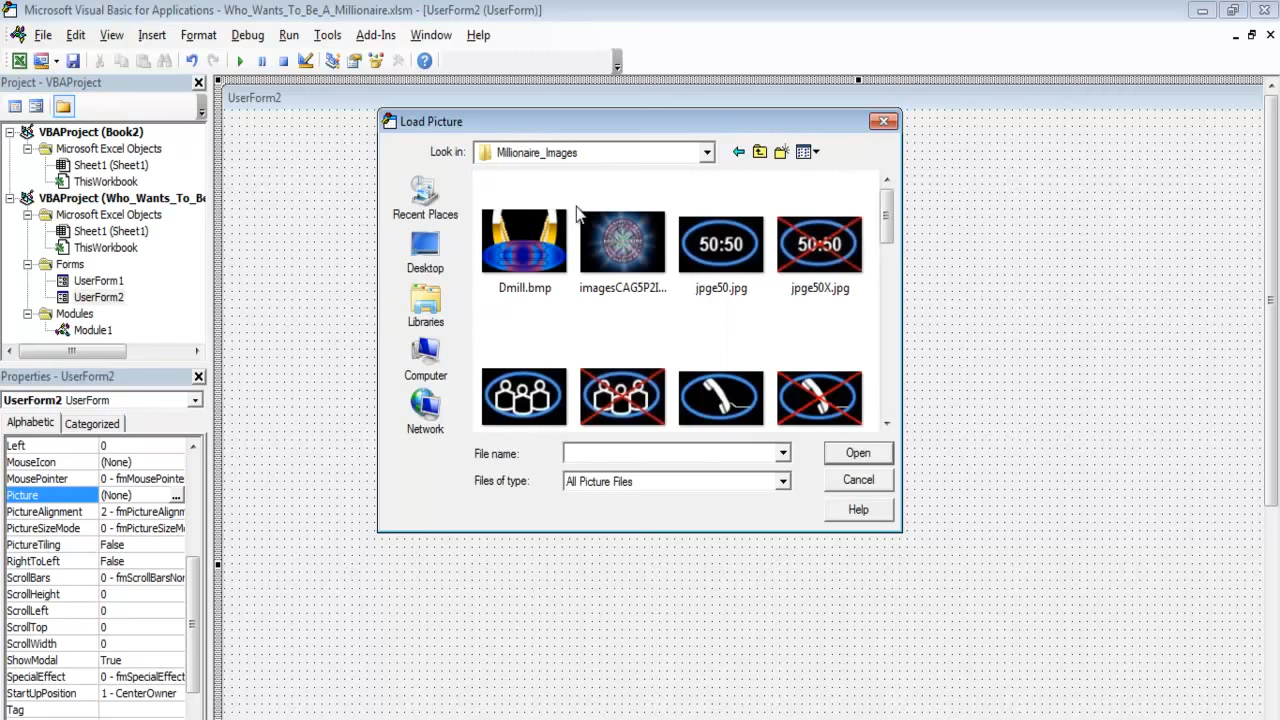 Microsoft Visual Basic for Applications - Who_Wants_To_Be_A_Millionaire.xlsm - [UserForm2 (UserForm)]
File Edit View Insert Format Debug Run Tools Add-Ins Window Help
Project - VBAProject
VBAProject (Book2)
Microsoft Excel Objects
Sheet1 (Sheet1)
ThisWorkbook
VBAProject (Who_Wants_To_Be
Microsoft Excel Objects
Sheet1 (Sheet1)
ThisWorkbook
Forms
UserForm1
UserForm2
Modules
Module1
Properties - UserForm2
UserForm2 UserForm
Alphabetic Categorized
Left 0
MouseIcon (None)
MousePointer 0 - fmMousePointe
Picture (None) ...
PictureAlignment 2 - fmPictureAlignm
PictureSizeMode 0 - fmPictureSizeM
PictureTiling False
RightToLeft False
ScrollBars 0 - fmScrollBarsNor
ScrollHeight 0
ScrollLeft 0
ScrollTop 0
ScrollWidth 0
ShowModal True
SpecialEffect 0 - fmSpecialEffect
StartUpPosition 1 - CenterOwner
Tag
UserForm2
Load Picture
Look in: Millionaire_Images
Recent Places
Desktop
Libraries
Computer
Network
50:50
50:50
Dmill.bmp imagesCAG5P2I... jpge50.jpg jpge50X.jpg
File name:
Open
Files of type: All Picture Files
Cancel
Help